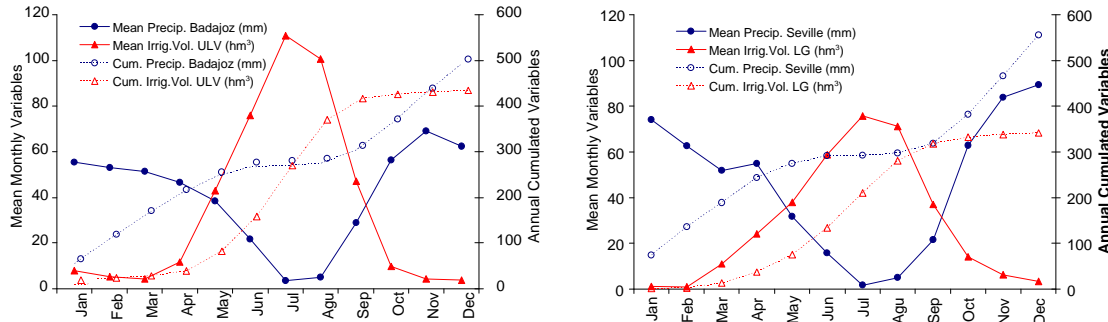 120
100
80
60
40
20
0
Mean Monthly Variables
Mean Precip. Badajoz (mm)
Mean Irrig.Vol. ULV (hm³)
Cum. Precip. Badajoz (mm)
Cum. Irrig.Vol. ULV (hm³)
600
500
400
300
200
100
0
Annual Cumulated Variables
Jan
Feb
Mar
Apr
May
Jun
Jul
Agu
Sep
Oct
Nov
Dec
120
100
80
60
40
20
0
Mean Monthly Variables
Mean Precip. Seville (mm)
Mean Irrig.Vol. LG (hm³)
Cum. Precip. Seville (mm)
Cum. Irrig.Vol. LG (hm³)
600
500
400
300
200
100
0
Annual Cumulated Variables
Jan
Feb
Mar
Apr
May
Jun
Jul
Agu
Sep
Oct
Nov
Dec